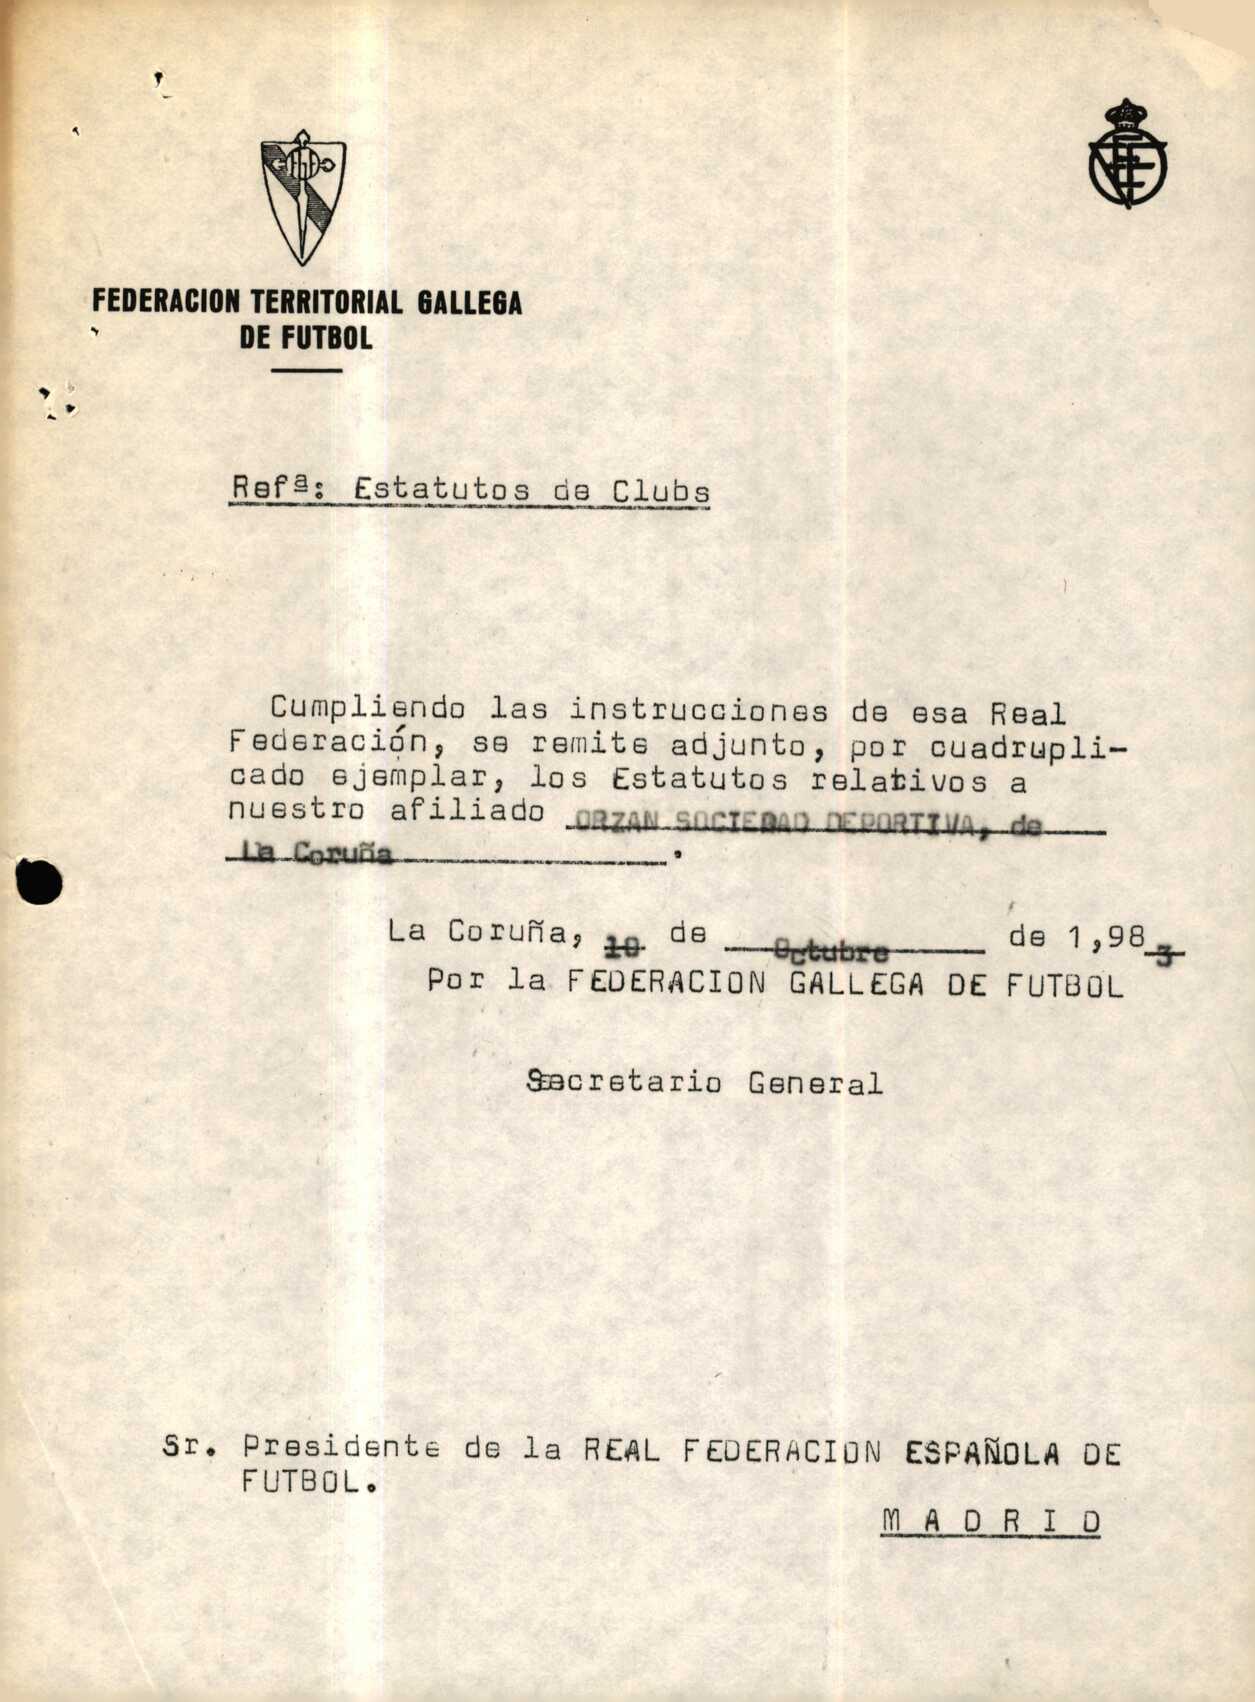 FEDERACION TERRITORIAL GALLEGA
DE FUTBOL
Refª: Estatutos de Clubs
Cumpliendo las instrucciones de esa Real
Federación, se remite adjunto, por cuadrupli-
cado ejemplar, los Estatutos relativos a
nuestro afiliado ORZAN SOCIEDAD DEPORTIVA, de
La Coruña.
La Coruña, 10 de Octubre de 1,983
Por la FEDERACION GALLEGA DE FUTBOL
Secretario General
Sr. Presidente de la REAL FEDERACION ESPAÑOLA DE
FUTBOL.
M A D R I D